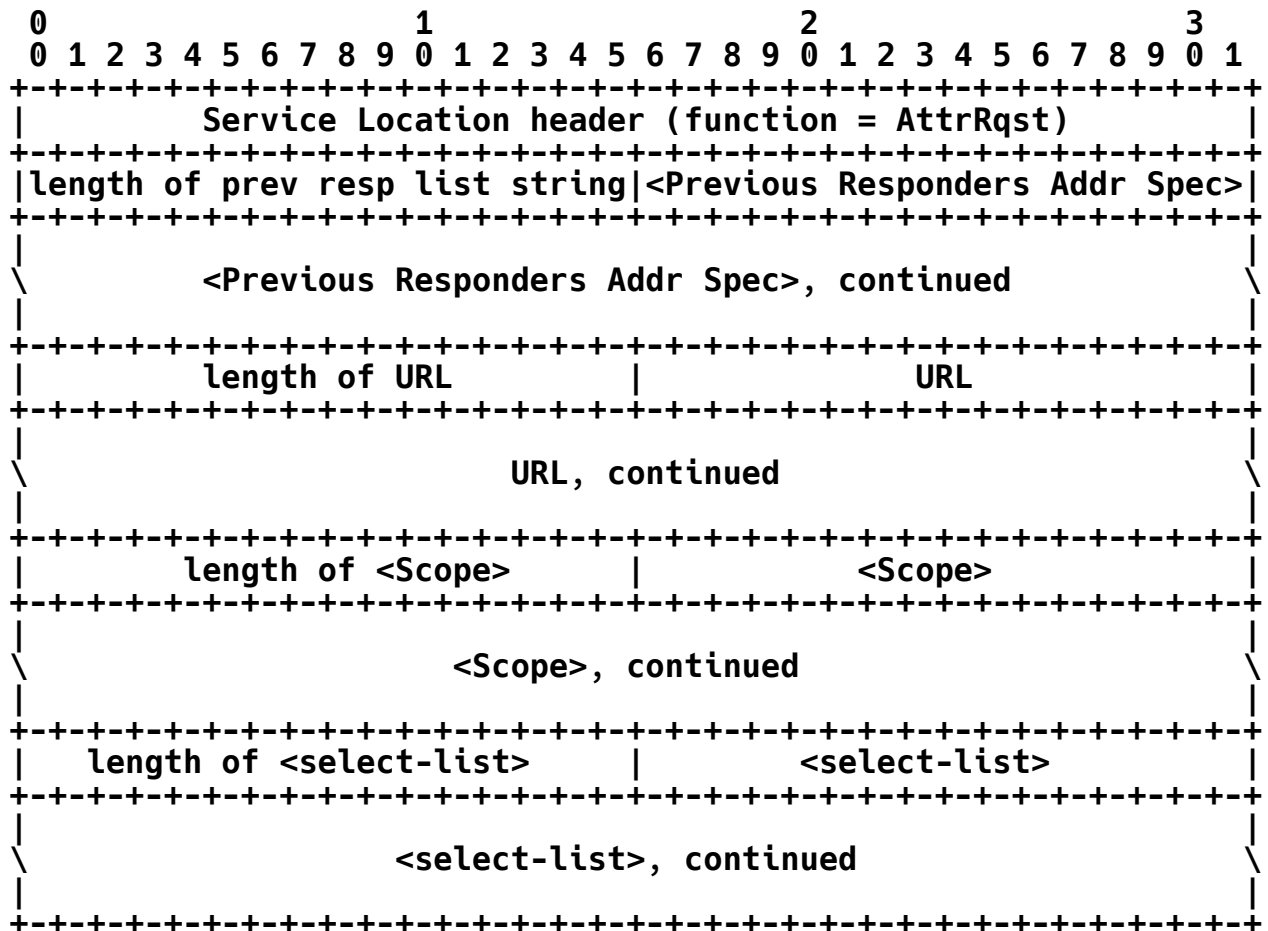 0                   1                   2                   3
 0 1 2 3 4 5 6 7 8 9 0 1 2 3 4 5 6 7 8 9 0 1 2 3 4 5 6 7 8 9 0 1
+-+-+-+-+-+-+-+-+-+-+-+-+-+-+-+-+-+-+-+-+-+-+-+-+-+-+-+-+-+-+-+-+
|         Service Location header (function = AttrRqst)         |
+-+-+-+-+-+-+-+-+-+-+-+-+-+-+-+-+-+-+-+-+-+-+-+-+-+-+-+-+-+-+-+-+
|length of prev resp list string|<Previous Responders Addr Spec>|
+-+-+-+-+-+-+-+-+-+-+-+-+-+-+-+-+-+-+-+-+-+-+-+-+-+-+-+-+-+-+-+-+
|                                                               |
\         <Previous Responders Addr Spec>, continued            \
|                                                               |
+-+-+-+-+-+-+-+-+-+-+-+-+-+-+-+-+-+-+-+-+-+-+-+-+-+-+-+-+-+-+-+-+
|         length of URL         |              URL              |
+-+-+-+-+-+-+-+-+-+-+-+-+-+-+-+-+-+-+-+-+-+-+-+-+-+-+-+-+-+-+-+-+
|                                                               |
\                         URL, continued                        \
|                                                               |
+-+-+-+-+-+-+-+-+-+-+-+-+-+-+-+-+-+-+-+-+-+-+-+-+-+-+-+-+-+-+-+-+
|        length of <Scope>      |           <Scope>             |
+-+-+-+-+-+-+-+-+-+-+-+-+-+-+-+-+-+-+-+-+-+-+-+-+-+-+-+-+-+-+-+-+
|                                                               |
\                      <Scope>, continued                       \
|                                                               |
+-+-+-+-+-+-+-+-+-+-+-+-+-+-+-+-+-+-+-+-+-+-+-+-+-+-+-+-+-+-+-+-+
|   length of <select-list>     |        <select-list>          |
+-+-+-+-+-+-+-+-+-+-+-+-+-+-+-+-+-+-+-+-+-+-+-+-+-+-+-+-+-+-+-+-+
|                                                               |
\                   <select-list>, continued                    \
|                                                               |
+-+-+-+-+-+-+-+-+-+-+-+-+-+-+-+-+-+-+-+-+-+-+-+-+-+-+-+-+-+-+-+-+